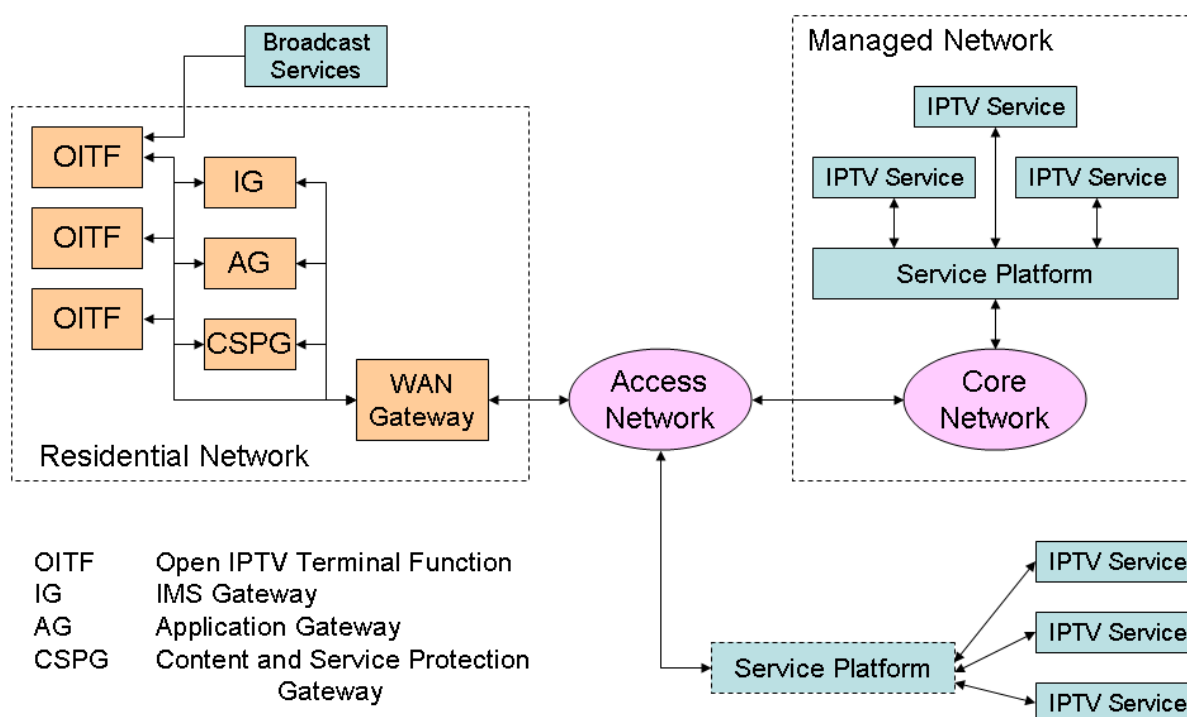 Broadcast
Services
Managed Network
IPTV Service
IPTV Service
IPTV Service
Service Platform
Core
Network
OITF
OITF
OITF
IG
AG
CSPG
WAN
Gateway
Residential Network
Access
Network
OITF Open IPTV Terminal Function
IG IMS Gateway
AG Application Gateway
CSPG Content and Service Protection
Gateway
Service Platform
IPTV Service
IPTV Service
IPTV Service